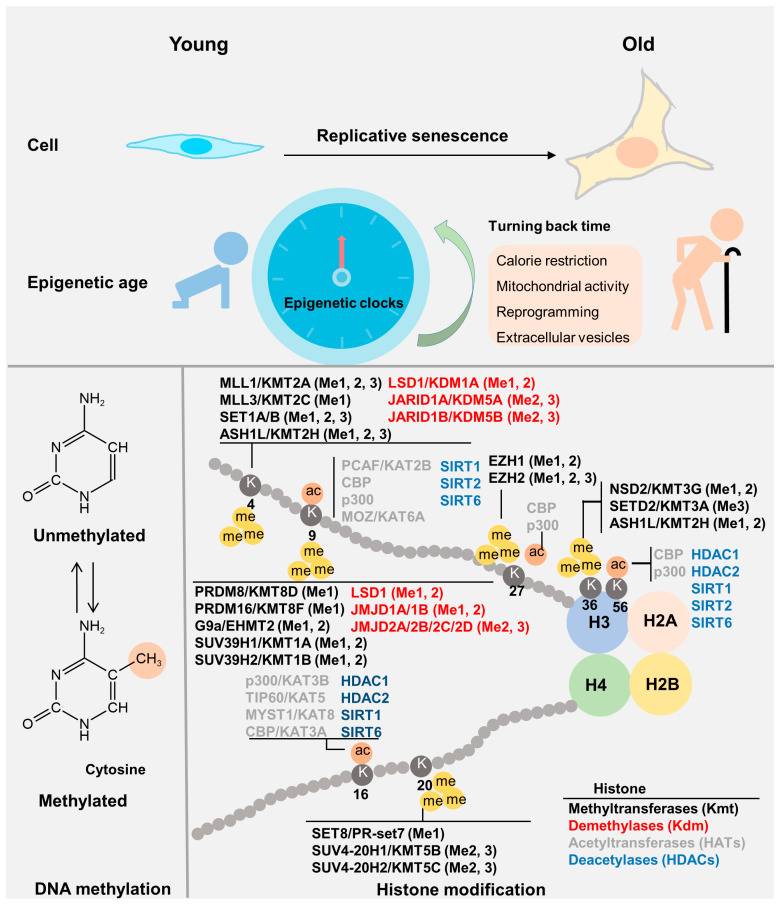 Young
Old
Cell
Replicative senescence
Turning back time
Epigenetic age
Epigenetic clocks
Calorie restriction
Mitochondrial activity
Reprogramming
Extracellular vesicles
NH₂
N
CH
C
CH
O
NH
Unmethylated
NH₂
CH₃
N
C
C
C
CH
O
NH
Cytosine
Methylated
DNA methylation
MLL1/KMT2A (Me1, 2, 3)
MLL3/KMT2C (Me1)
SET1A/B (Me1, 2, 3)
ASH1L/KMT2H (Me1, 2, 3)
LSD1/KDM1A (Me1, 2)
JARID1A/KDM5A (Me2, 3)
JARID1B/KDM5B (Me2, 3)
K
4
me
me me
PCAF/KAT2B
CBP
p300
MOZ/KAT6A
SIRT1
SIRT2
SIRT6
ac
K
9
me
me me
EZH1 (Me1, 2)
EZH2 (Me1, 2, 3)
CBP
p300
me
me me
ac
K
27
NSD2/KMT3G (Me1, 2)
SETD2/KMT3A (Me3)
ASH1L/KMT2H (Me1, 2)
me
me me
K
36
ac
K
56
CBP
p300
HDAC1
HDAC2
SIRT1
SIRT2
SIRT6
H3
H2A
H4
H2B
PRDM8/KMT8D (Me1)
PRDM16/KMT8F (Me1)
G9a/EHMT2 (Me1, 2)
SUV39H1/KMT1A (Me1, 2)
SUV39H2/KMT1B (Me1, 2)
LSD1 (Me1, 2)
JMJD1A/1B (Me1, 2)
JMJD2A/2B/2C/2D (Me2, 3)
p300/KAT3B
TIP60/KAT5
MYST1/KAT8
CBP/KAT3A
HDAC1
HDAC2
SIRT1
SIRT6
ac
K
16
K
20
me
me me
SET8/PR-set7 (Me1)
SUV4-20H1/KMT5B (Me2, 3)
SUV4-20H2/KMT5C (Me2, 3)
Histone
Methyltransferases (Kmt)
Demethylases (Kdm)
Acetyltransferases (HATs)
Deacetylases (HDACs)
Histone modification